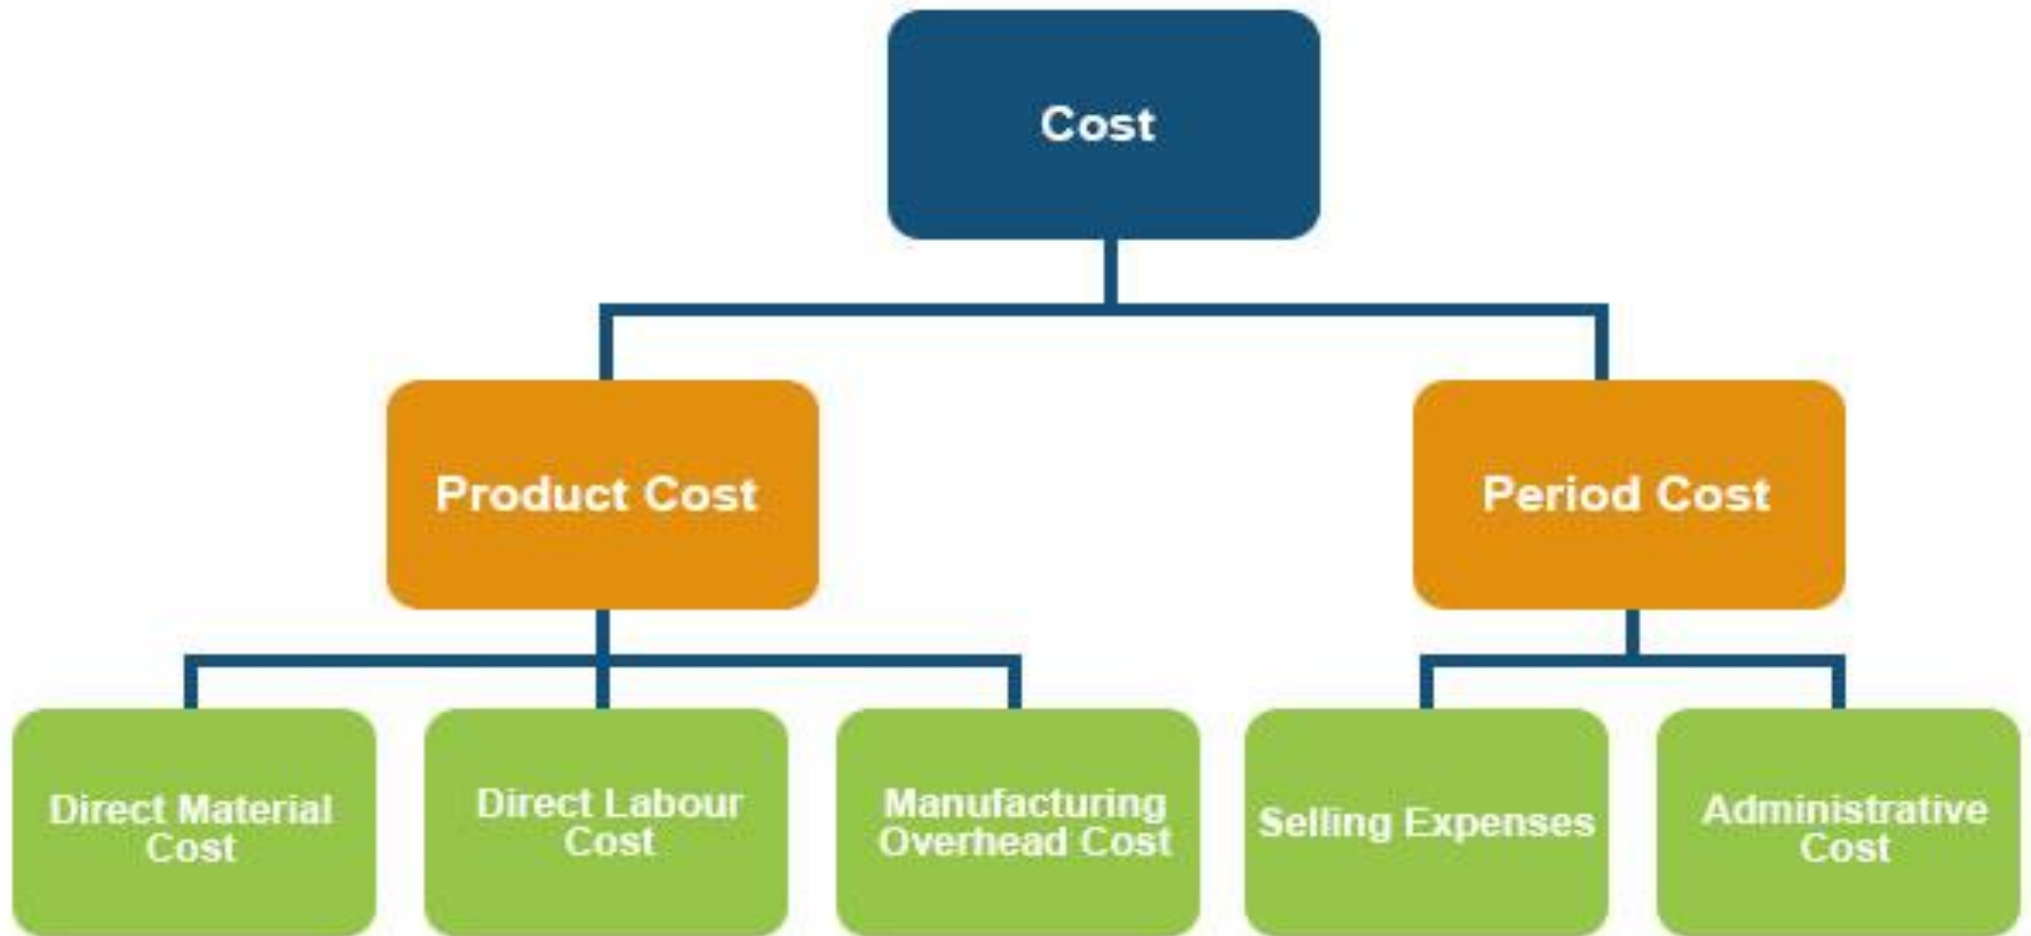 Cost
Product Cost
Period Cost
Direct Material
Cost
Direct Labour
Cost
Manufacturing
Overhead Cost
Selling Expenses
Administrative
Cost